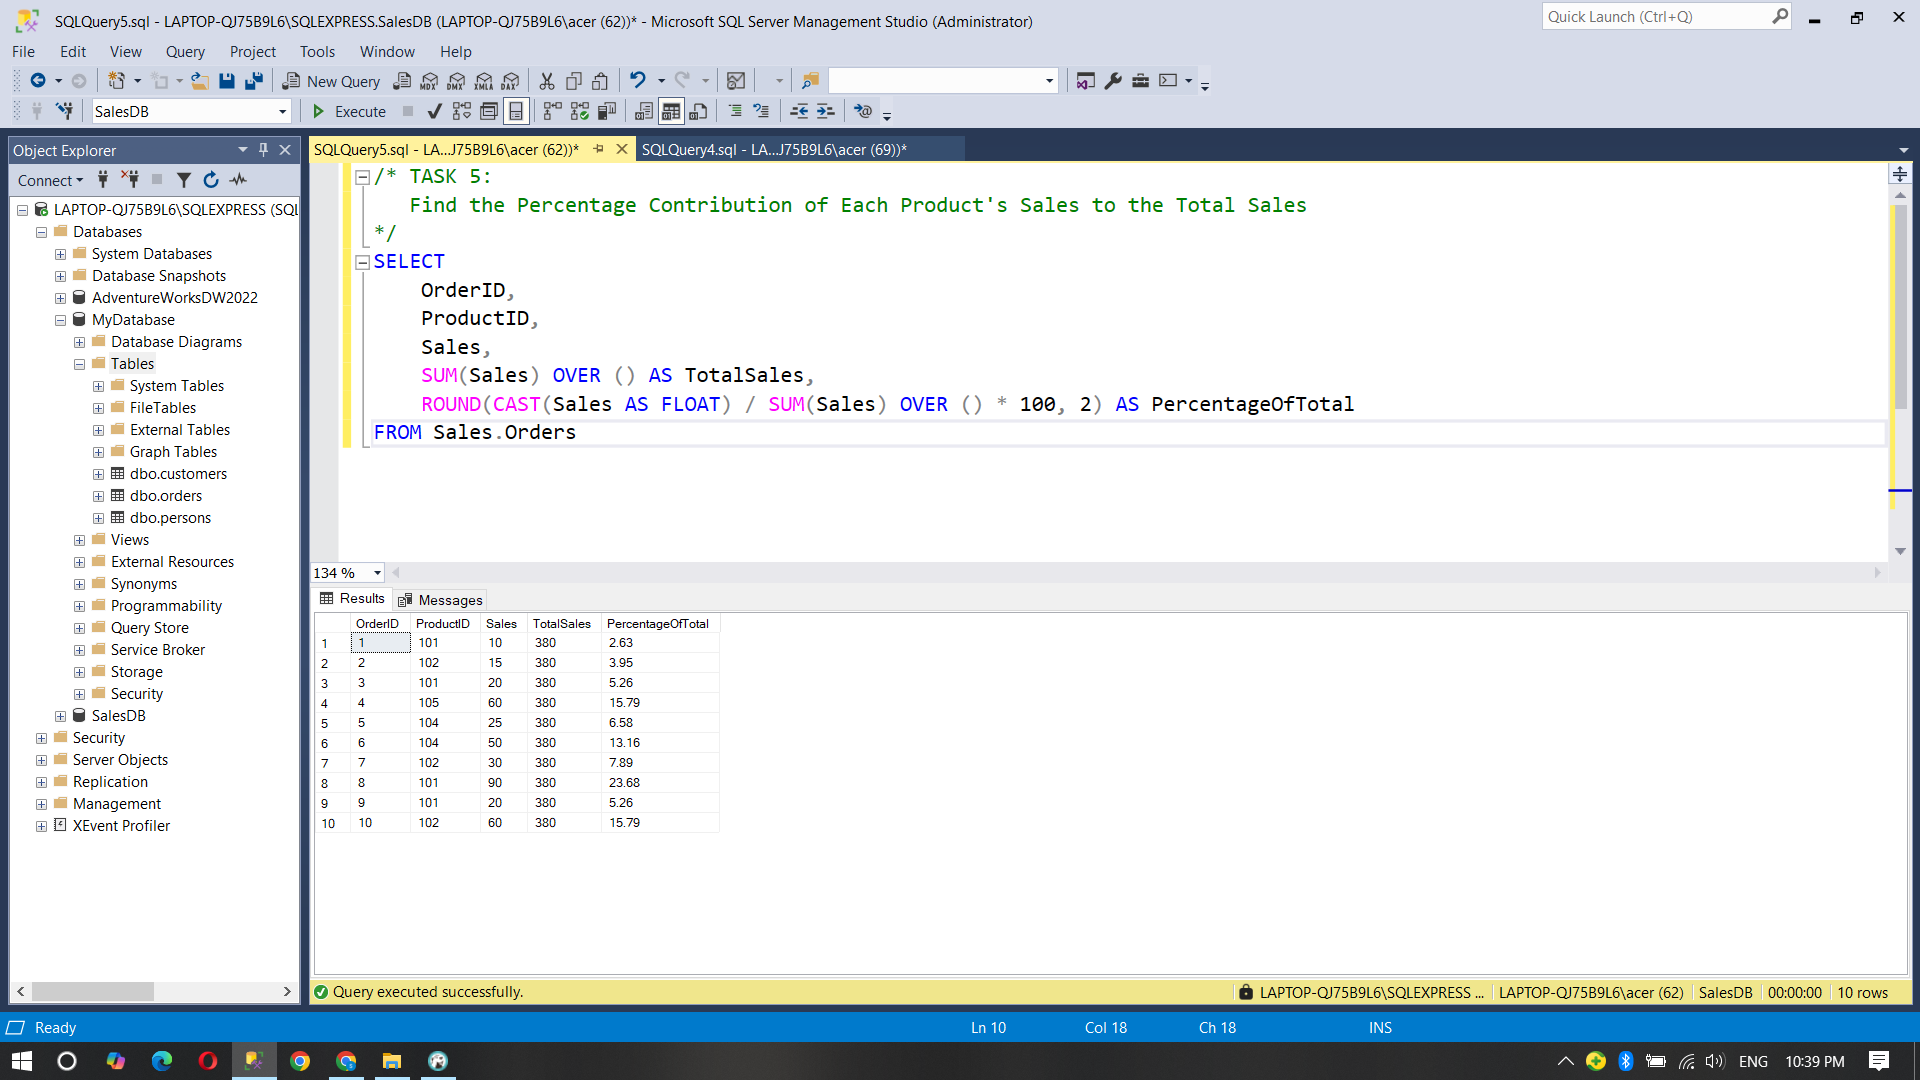 SQLQuery5.sql - LAPTOP-QJ75B9L6\SQLEXPRESS.SalesDB (LAPTOP-QJ75B9L6\acer (62))* - Microsoft SQL Server Management Studio (Administrator)
Quick Launch (Ctrl+Q)
File Edit View Query Project Tools Window Help
New Query
MDX DMX XMLA DAX
SalesDB
Execute
Object Explorer
SQLQuery5.sql - LA...J75B9L6\acer (62))*
SQLQuery4.sql - LA...J75B9L6\acer (69))*
Connect
LAPTOP-QJ75B9L6\SQLEXPRESS (SQL
Databases
System Databases
Database Snapshots
AdventureWorksDW2022
MyDatabase
Database Diagrams
Tables
System Tables
FileTables
External Tables
Graph Tables
dbo.customers
dbo.orders
dbo.persons
Views
External Resources
Synonyms
Programmability
Query Store
Service Broker
Storage
Security
SalesDB
Security
Server Objects
Replication
Management
XEvent Profiler
/* TASK 5:
Find the Percentage Contribution of Each Product's Sales to the Total Sales
*/
SELECT
OrderID,
ProductID,
Sales,
SUM(Sales) OVER () AS TotalSales,
ROUND(CAST(Sales AS FLOAT) / SUM(Sales) OVER () * 100, 2) AS PercentageOfTotal
FROM Sales.Orders
134 %
Results Messages
OrderID ProductID Sales TotalSales PercentageOfTotal
1 1 101 10 380 2.63
2 2 102 15 380 3.95
3 3 101 20 380 5.26
4 4 105 60 380 15.79
5 5 104 25 380 6.58
6 6 104 50 380 13.16
7 7 102 30 380 7.89
8 8 101 90 380 23.68
9 9 101 20 380 5.26
10 10 102 60 380 15.79
Query executed successfully.
LAPTOP-QJ75B9L6\SQLEXPRESS ... LAPTOP-QJ75B9L6\acer (62) SalesDB 00:00:00 10 rows
Ready
Ln 10 Col 18 Ch 18 INS
ENG 10:39 PM